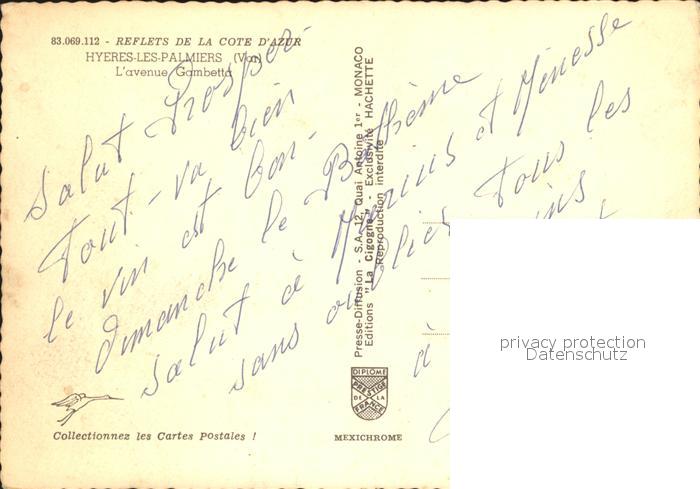 83.069.112 - REFLETS DE LA COTE D'AZUR
HYERES-LES-PALMIERS (Var)
L'avenue Gambetta
Salut Prosper
Tout-va bien
le vin est bon-
dimanche le
Salut à Marius et
sans oublier Tous les
à
Presse-Diffusion - S.A. 12, Quai Antoine 1er - MONACO
Editions "La Cigogne" - Exclusivité HACHETTE
Reproduction interdite
DIPLOME
PRESTIGE
DE LA
FRANCE
Collectionnez les Cartes Postales !
MEXICHROME
privacy protection
Datenschutz